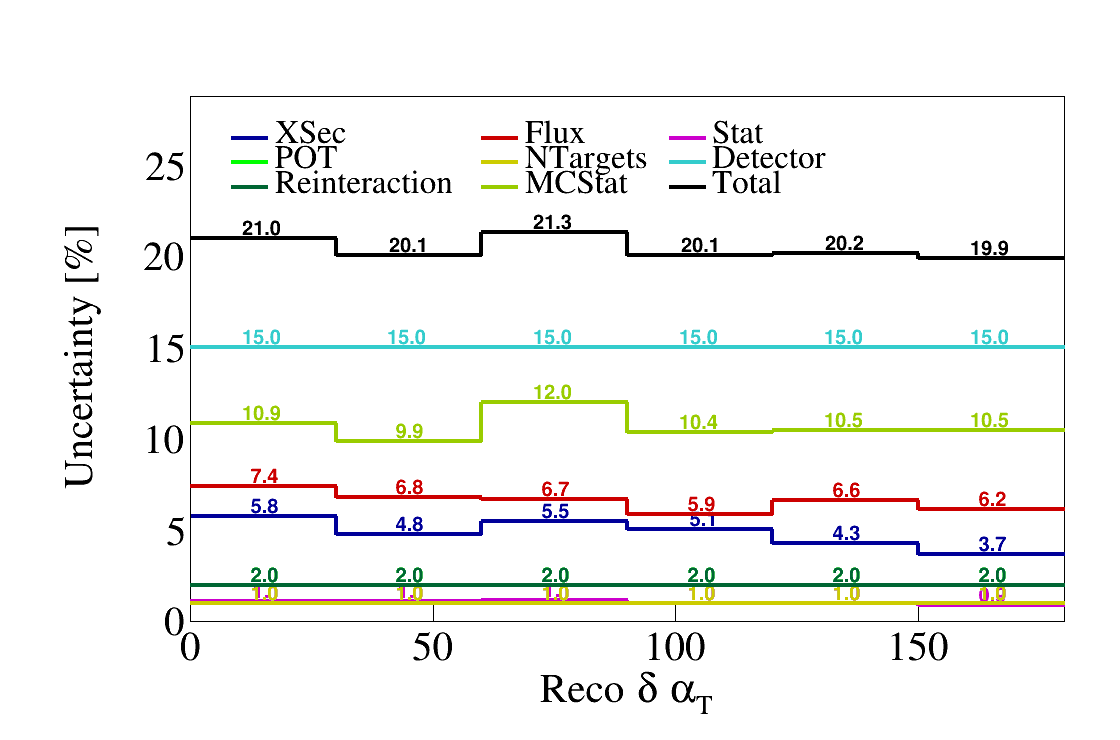 XSec Flux Stat
POT NTargets Detector
Reinteraction MCStat Total
25
20
15
10
5
0
Uncertainty [%]
21.0 20.1 21.3 20.1 20.2 19.9
15.0 15.0 15.0 15.0 15.0 15.0
10.9 9.9 12.0 10.4 10.5 10.5
7.4 6.8 6.7 5.9 6.6 6.2
5.8 4.8 5.5 5.1 4.3 3.7
2.0 2.0 2.0 2.0 2.0 2.0
1.0 1.0 1.0 1.0 1.0 1.0
0 50 100 150
Reco δ αT